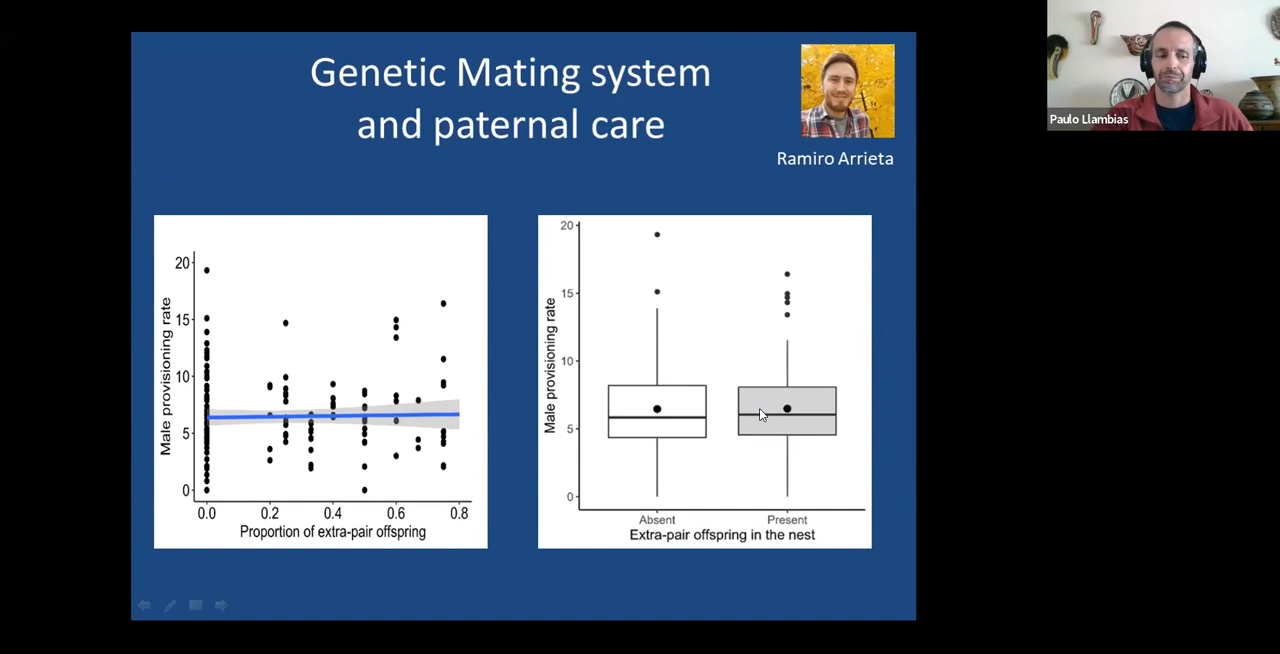 Genetic Mating system
and paternal care
Ramiro Arrieta
Paulo Llambias
Male provisioning rate
20
15
10
5
0
0.0 0.2 0.4 0.6 0.8
Proportion of extra-pair offspring
Male provisioning rate
20
15
10
5
0
Absent Present
Extra-pair offspring in the nest